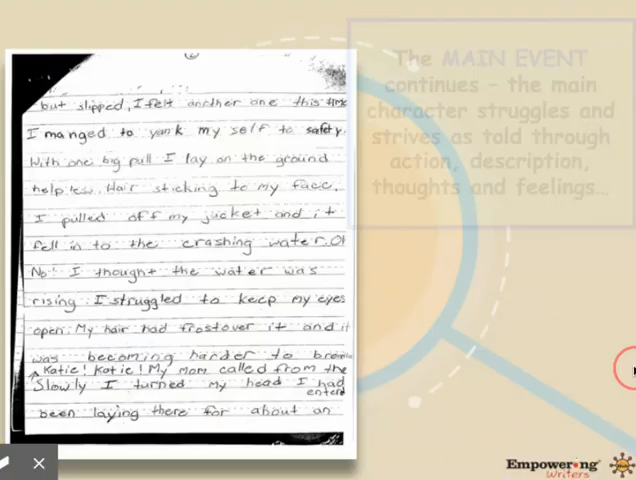 2
but slipped, I felt another one this time
I manged to yank my self to safety.
With one big pull I lay on the ground
helpless. Hair sticking to my face.
I pulled off my jacket and it
fell in to the crashing water. Oh
No! I thought the water was
rising I struggled to keep my eyes
open. My hair had frost over it and it
was becoming harder to
Katie! Katie! My mom called from the
Slowly I turned my head I had
enterd
been laying there for about an
The MAIN EVENT
continues – the main
character struggles and
strives as told through
action, description,
thoughts and feelings...
Empowering
Writers